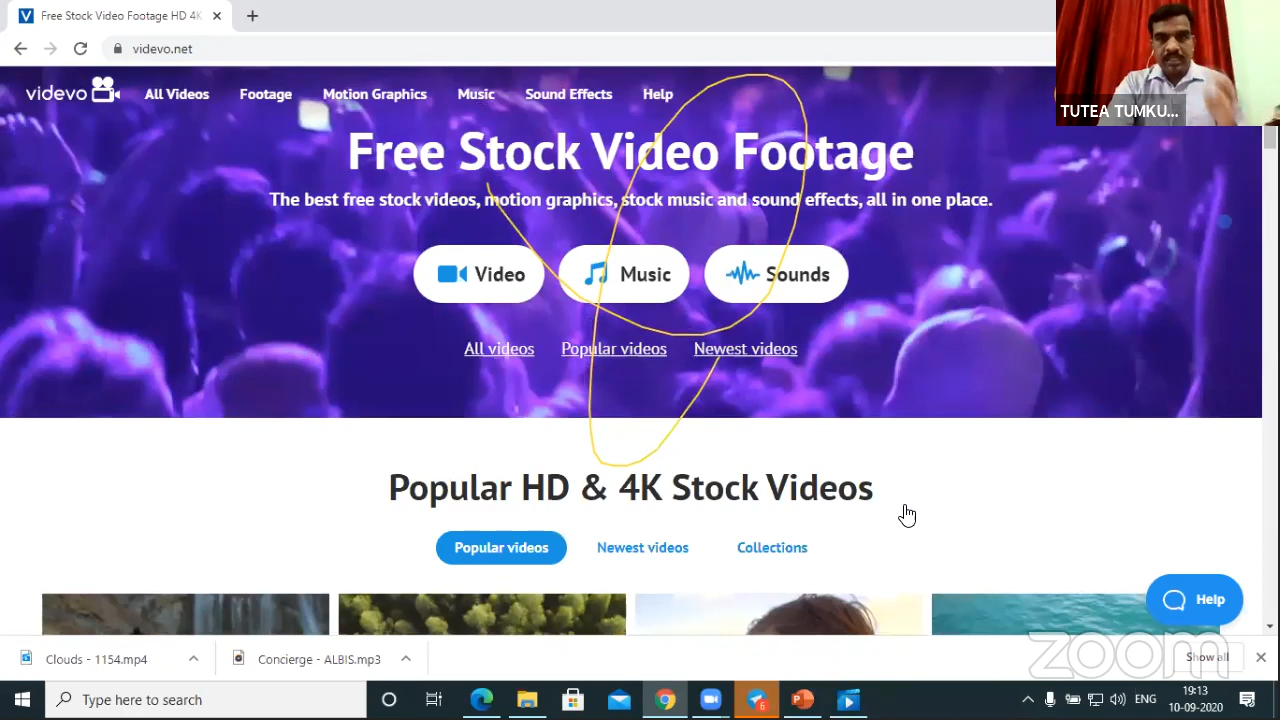 Free Stock Video Footage HD 4K
videvo.net
TUTEA TUMKU...
videvo
All Videos
Footage
Motion Graphics
Music
Sound Effects
Help
Free Stock Video Footage
The best free stock videos, motion graphics, stock music and sound effects, all in one place.
Video
Music
Sounds
All videos
Popular videos
Newest videos
Popular HD & 4K Stock Videos
Popular videos
Newest videos
Collections
Help
zoom
Clouds - 1154.mp4
Concierge - ALBIS.mp3
Show all
Type here to search
6
ENG
19:13
10-09-2020